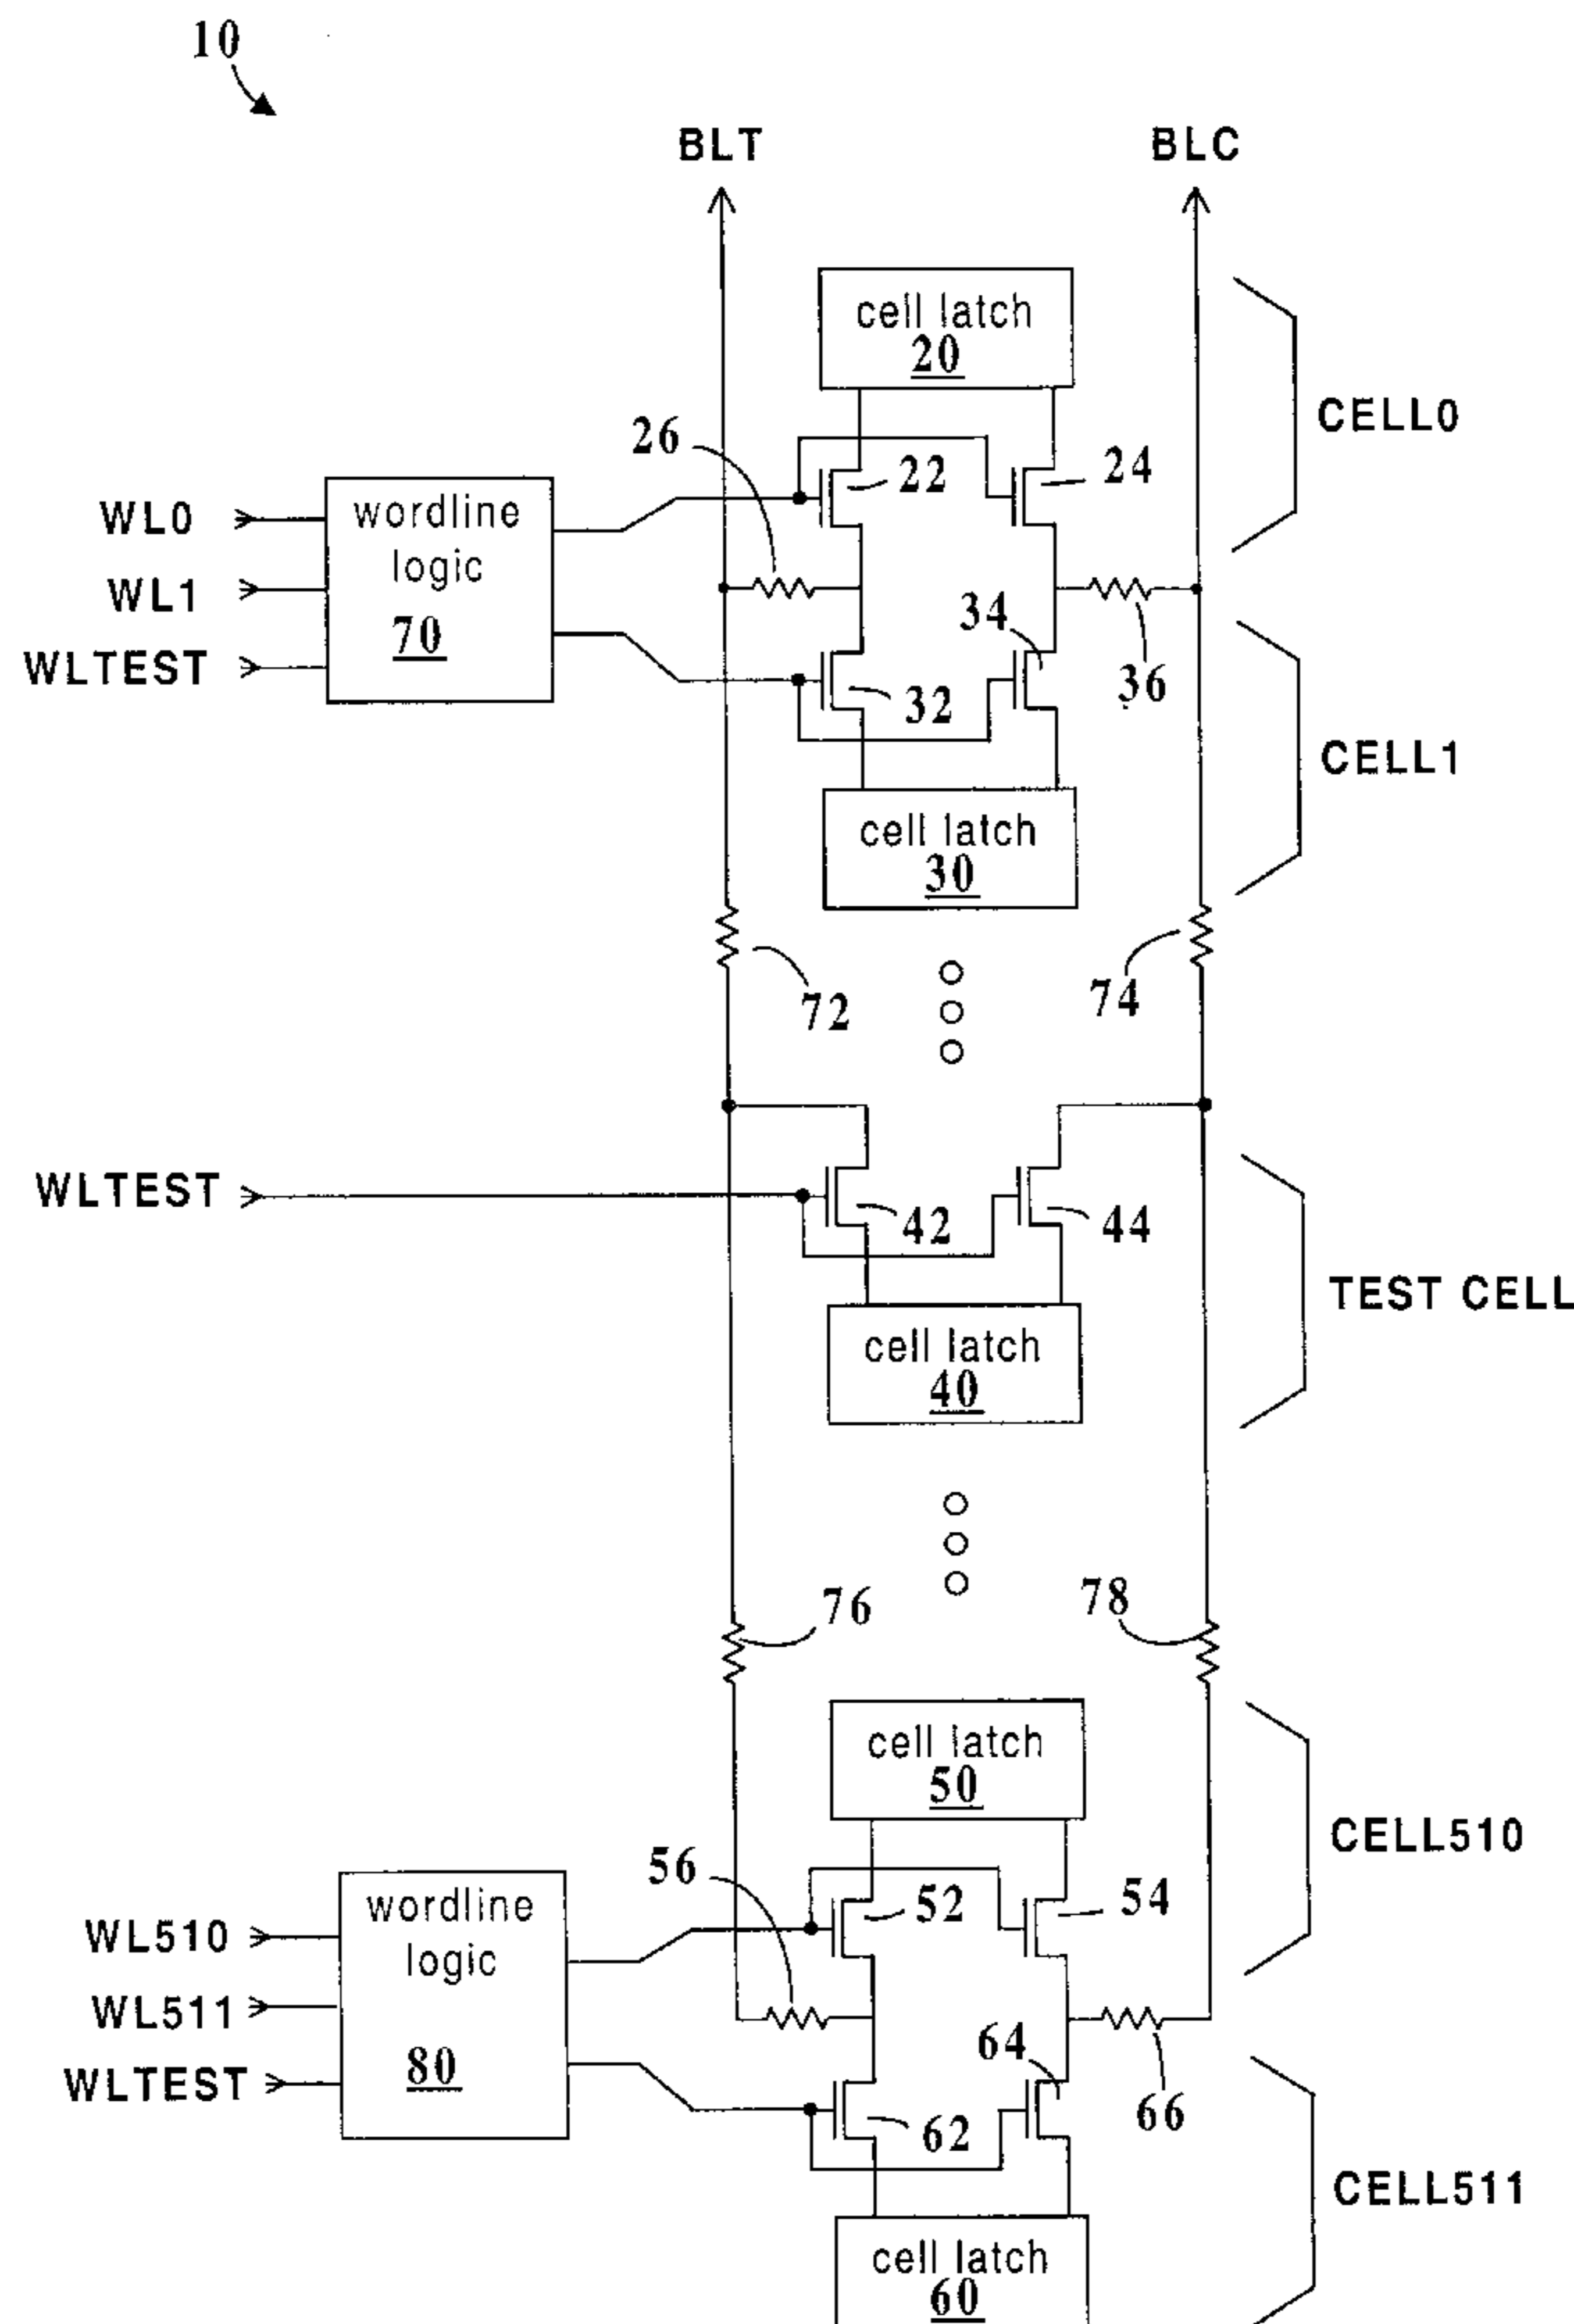 10
BLT
BLC
cell latch
20
CELL0
26
22
24
WL0
WL1
WLTEST
wordline
logic
70
34
32
36
CELL1
cell latch
30
72
74
WLTEST
42
44
TEST CELL
cell latch
40
76
78
cell latch
50
CELL510
56
52
54
WL510
WL511
WLTEST
wordline
logic
80
64
62
66
CELL511
cell latch
60